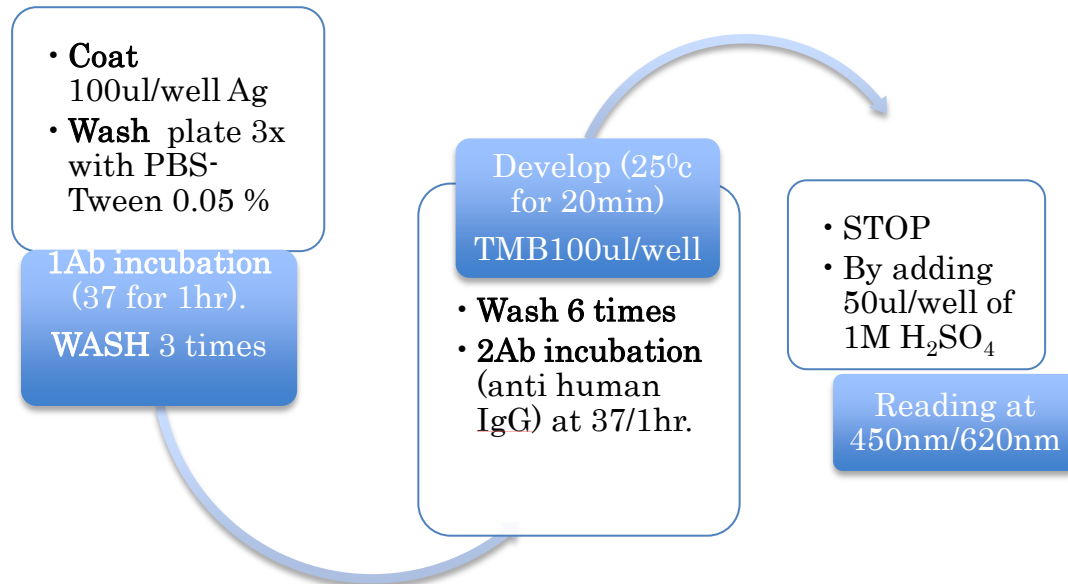 • Coat
100ul/well Ag
• Wash plate 3x
with PBS-
Tween 0.05 %
1Ab incubation
(37 for 1hr).
WASH 3 times
Develop (25⁰c
for 20min)
TMB100ul/well
• Wash 6 times
• 2Ab incubation
(anti human
IgG) at 37/1hr.
• STOP
• By adding
50ul/well of
1M H₂SO₄
Reading at
450nm/620nm